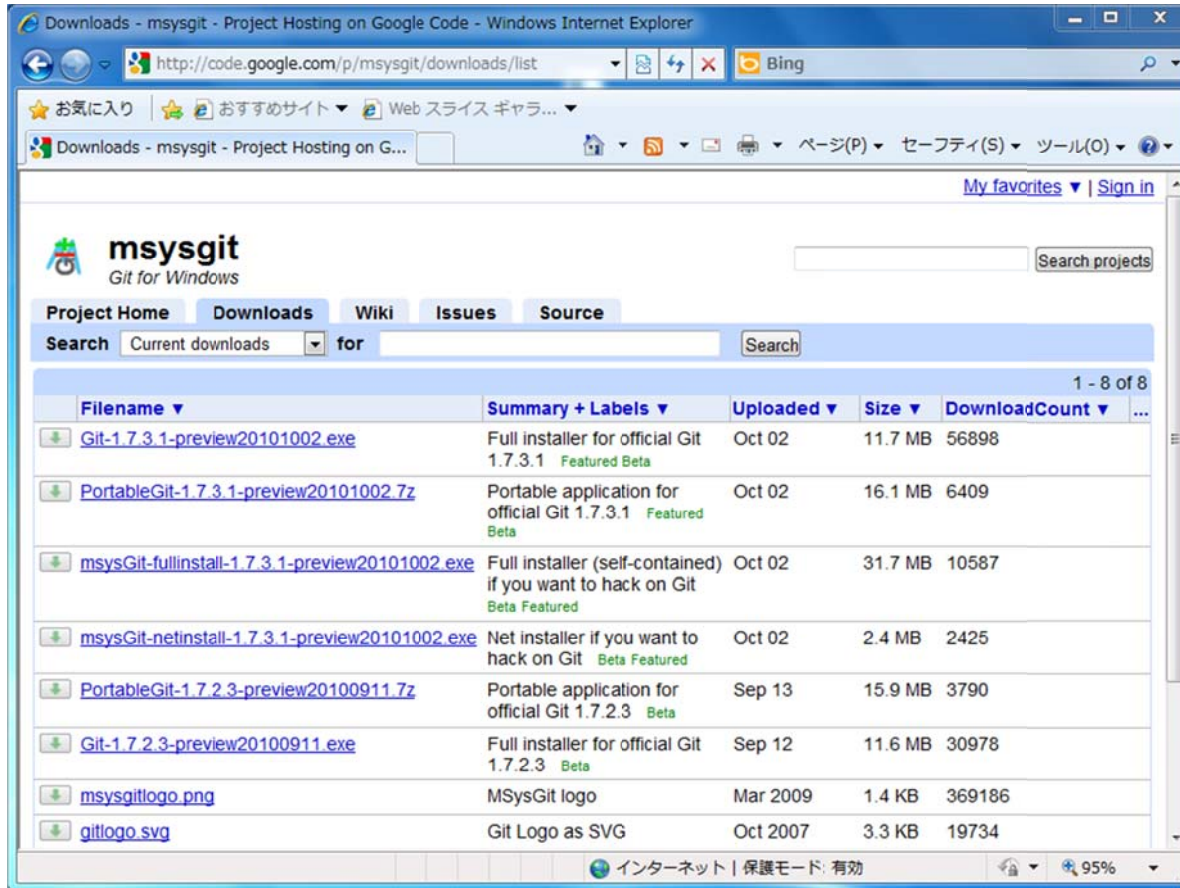 Downloads - msysgit - Project Hosting on Google Code - Windows Internet Explorer
http://code.google.com/p/msysgit/downloads/list
Bing
お気に入り おすすめサイト ▼ Web スライス ギャラ... ▼
Downloads - msysgit - Project Hosting on G...
ページ(P) ▼ セーフティ(S) ▼ ツール(O) ▼
My favorites ▼ | Sign in
msysgit
Git for Windows
Search projects
Project Home Downloads Wiki Issues Source
Search Current downloads for Search
1 - 8 of 8
Filename ▼ Summary + Labels ▼ Uploaded ▼ Size ▼ DownloadCount ▼ ...
Git-1.7.3.1-preview20101002.exe Full installer for official Git Oct 02 11.7 MB 56898
1.7.3.1 Featured Beta
PortableGit-1.7.3.1-preview20101002.7z Portable application for Oct 02 16.1 MB 6409
official Git 1.7.3.1 Featured
Beta
msysGit-fullinstall-1.7.3.1-preview20101002.exe Full installer (self-contained) Oct 02 31.7 MB 10587
if you want to hack on Git
Beta Featured
msysGit-netinstall-1.7.3.1-preview20101002.exe Net installer if you want to Oct 02 2.4 MB 2425
hack on Git Beta Featured
PortableGit-1.7.2.3-preview20100911.7z Portable application for Sep 13 15.9 MB 3790
official Git 1.7.2.3 Beta
Git-1.7.2.3-preview20100911.exe Full installer for official Git Sep 12 11.6 MB 30978
1.7.2.3 Beta
msysgitlogo.png MSysGit logo Mar 2009 1.4 KB 369186
gitlogo.svg Git Logo as SVG Oct 2007 3.3 KB 19734
インターネット | 保護モード: 有効 95%